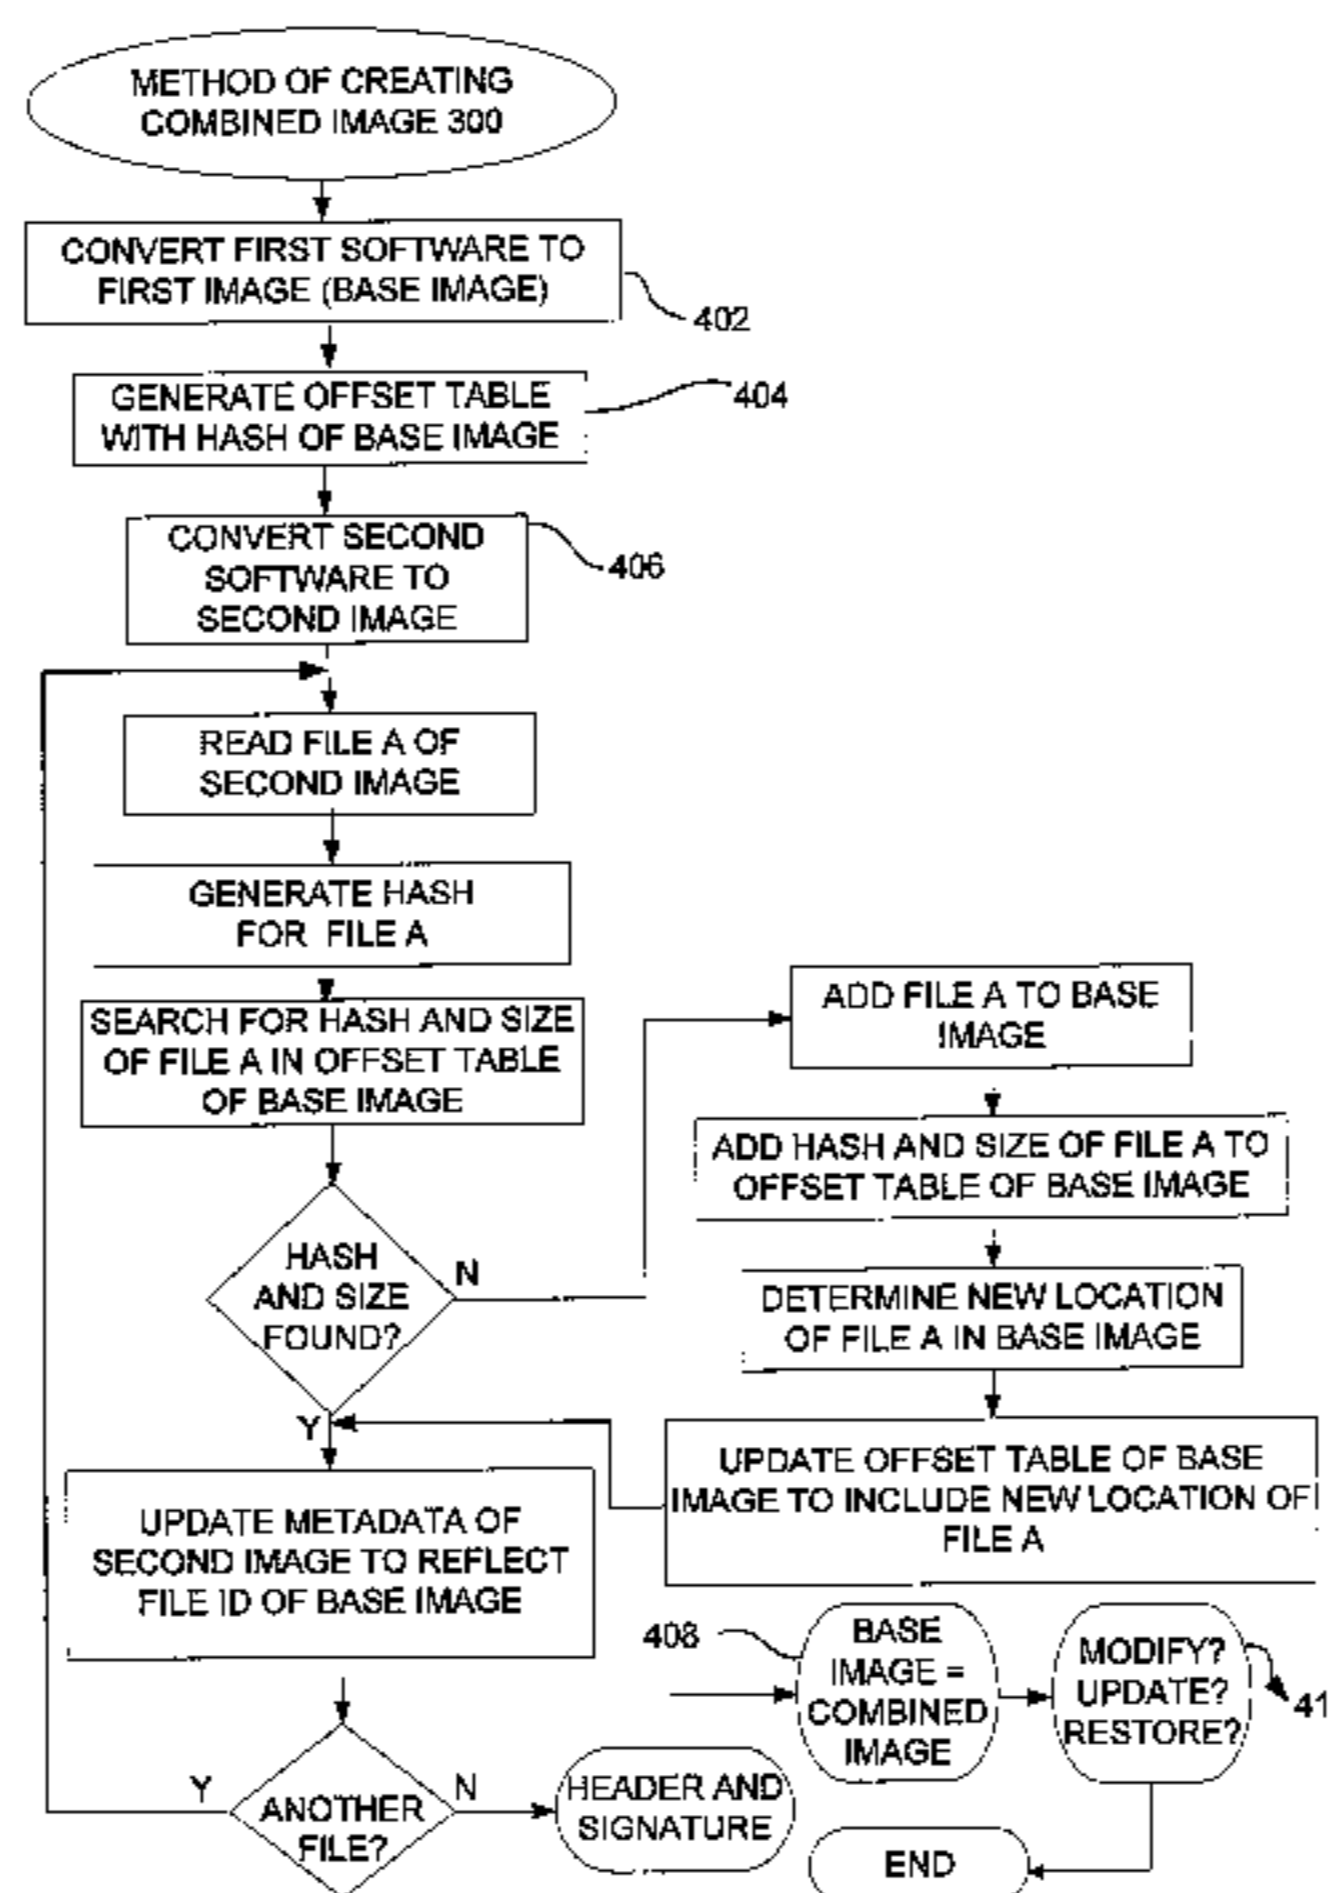 METHOD OF CREATING
COMBINED IMAGE 300
CONVERT FIRST SOFTWARE TO
FIRST IMAGE (BASE IMAGE)
402
GENERATE OFFSET TABLE
WITH HASH OF BASE IMAGE
404
CONVERT SECOND
SOFTWARE TO
SECOND IMAGE
406
READ FILE A OF
SECOND IMAGE
GENERATE HASH
FOR FILE A
SEARCH FOR HASH AND SIZE
OF FILE A IN OFFSET TABLE
OF BASE IMAGE
HASH
AND SIZE
FOUND?
N
Y
ADD FILE A TO BASE
IMAGE
ADD HASH AND SIZE OF FILE A TO
OFFSET TABLE OF BASE IMAGE
DETERMINE NEW LOCATION
OF FILE A IN BASE IMAGE
UPDATE OFFSET TABLE OF BASE
IMAGE TO INCLUDE NEW LOCATION OF
FILE A
UPDATE METADATA OF
SECOND IMAGE TO REFLECT
FILE ID OF BASE IMAGE
ANOTHER
FILE?
Y
N
HEADER AND
SIGNATURE
408
BASE
IMAGE =
COMBINED
IMAGE
MODIFY?
UPDATE?
RESTORE?
41
END